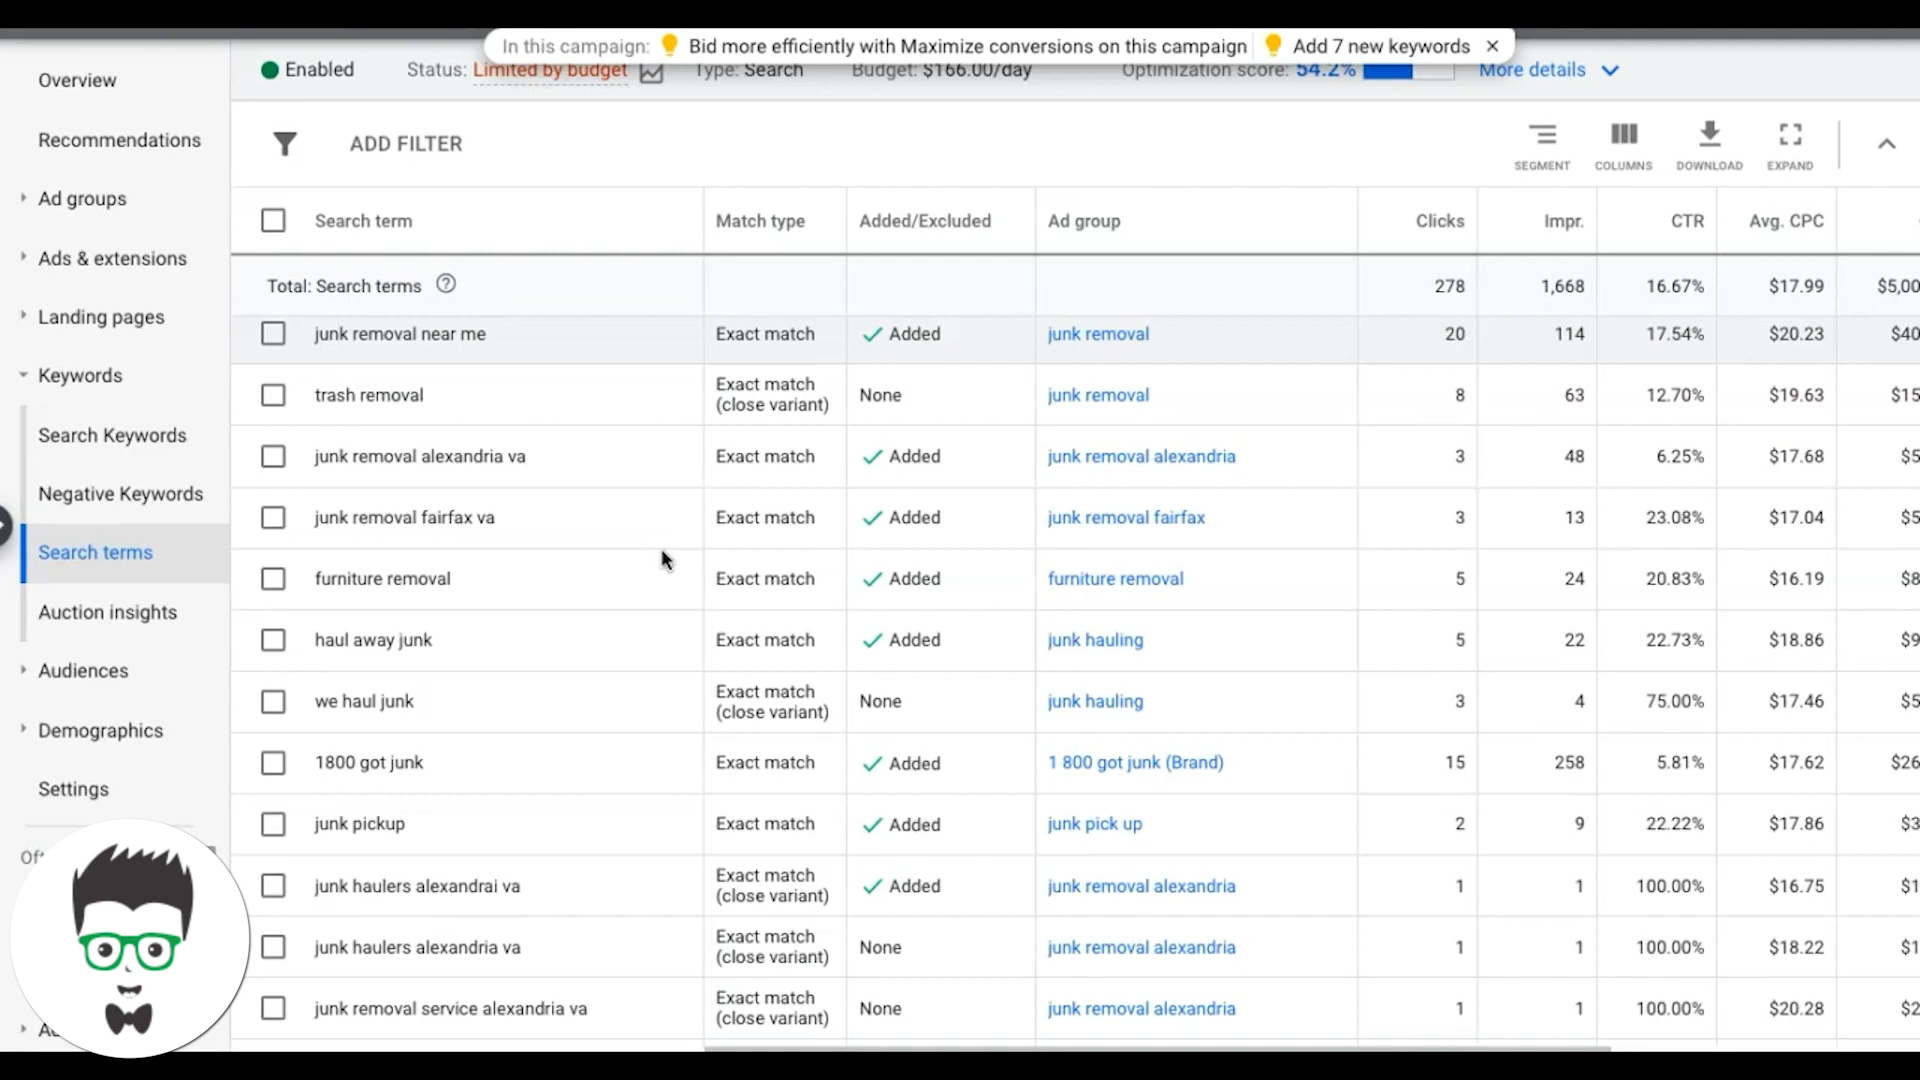 In this campaign: Bid more efficiently with Maximize conversions on this campaign Add 7 new keywords ×
Enabled Status: Limited by budget Type: Search Budget: $166.00/day Optimization score: 54.2% More details
Overview
Recommendations
Ad groups
Ads & extensions
Landing pages
Keywords
Search Keywords
Negative Keywords
Search terms
Auction insights
Audiences
Demographics
Settings
ADD FILTER
SEGMENT COLUMNS DOWNLOAD EXPAND
Search term Match type Added/Excluded Ad group Clicks Impr. CTR Avg. CPC
Total: Search terms ? 278 1,668 16.67% $17.99 $5,00
junk removal near me Exact match Added junk removal 20 114 17.54% $20.23 $40
trash removal Exact match (close variant) None junk removal 8 63 12.70% $19.63 $15
junk removal alexandria va Exact match Added junk removal alexandria 3 48 6.25% $17.68 $5
junk removal fairfax va Exact match Added junk removal fairfax 3 13 23.08% $17.04 $5
furniture removal Exact match Added furniture removal 5 24 20.83% $16.19 $8
haul away junk Exact match Added junk hauling 5 22 22.73% $18.86 $9
we haul junk Exact match (close variant) None junk hauling 3 4 75.00% $17.46 $5
1800 got junk Exact match Added 1 800 got junk (Brand) 15 258 5.81% $17.62 $26
junk pickup Exact match Added junk pick up 2 9 22.22% $17.86 $3
junk haulers alexandrai va Exact match (close variant) Added junk removal alexandria 1 1 100.00% $16.75 $1
junk haulers alexandria va Exact match (close variant) None junk removal alexandria 1 1 100.00% $18.22 $1
junk removal service alexandria va Exact match (close variant) None junk removal alexandria 1 1 100.00% $20.28 $2